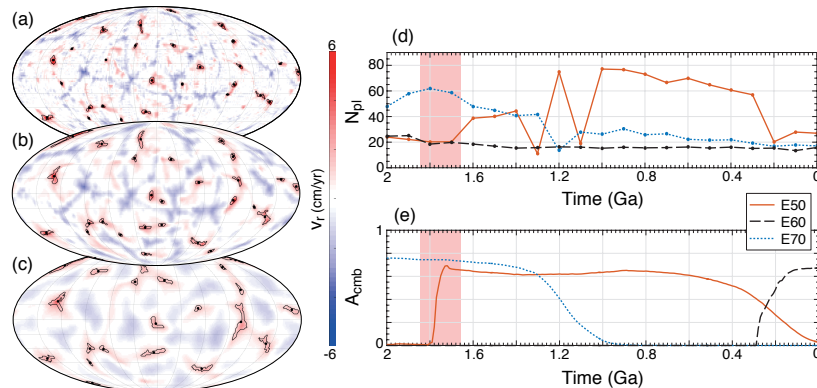 (a)
(b)
(c)
6
v_r (cm/yr)
-6
(d)
N_pl
80
60
40
20
0
2 1.6 1.2 0.8 0.4 0
Time (Ga)
(e)
A_cmb
1
0
2 1.6 1.2 0.8 0.4 0
Time (Ga)
E50
E60
E70